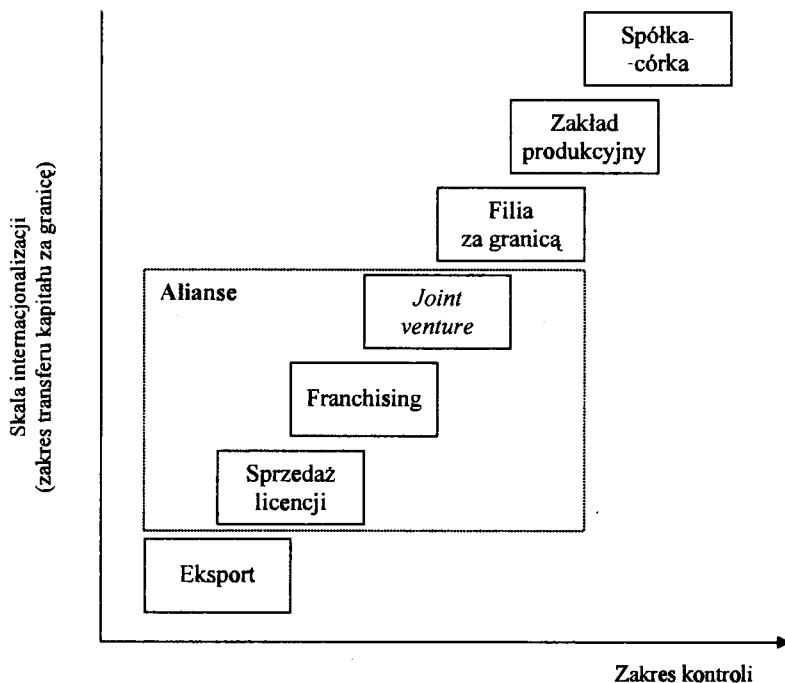 Spółka-
-córka
Zakład
produkcyjny
Filia
za granicą
Alianse
Joint
venture
Franchising
Sprzedaż
licencji
Eksport
Skala internacjonalizacji
(zakres transferu kapitału za granicę)
Zakres kontroli